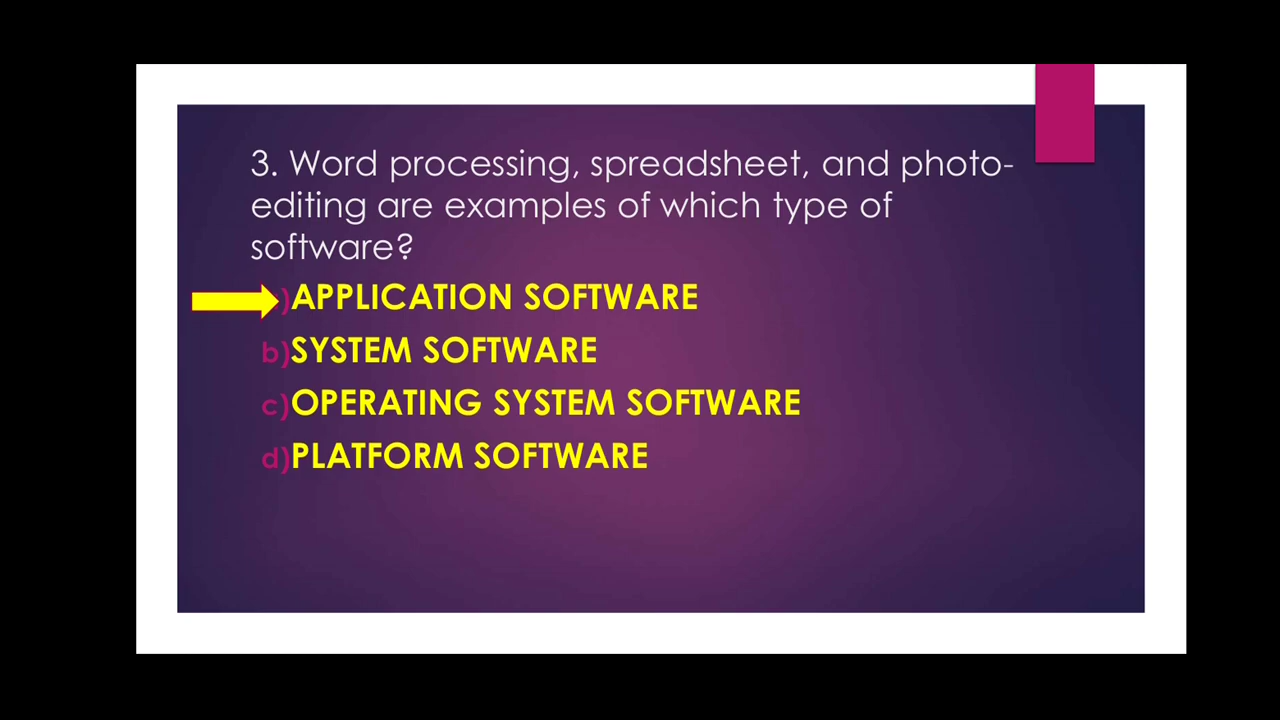 3. Word processing, spreadsheet, and photo-
editing are examples of which type of
software?
)APPLICATION SOFTWARE
b)SYSTEM SOFTWARE
c)OPERATING SYSTEM SOFTWARE
d)PLATFORM SOFTWARE